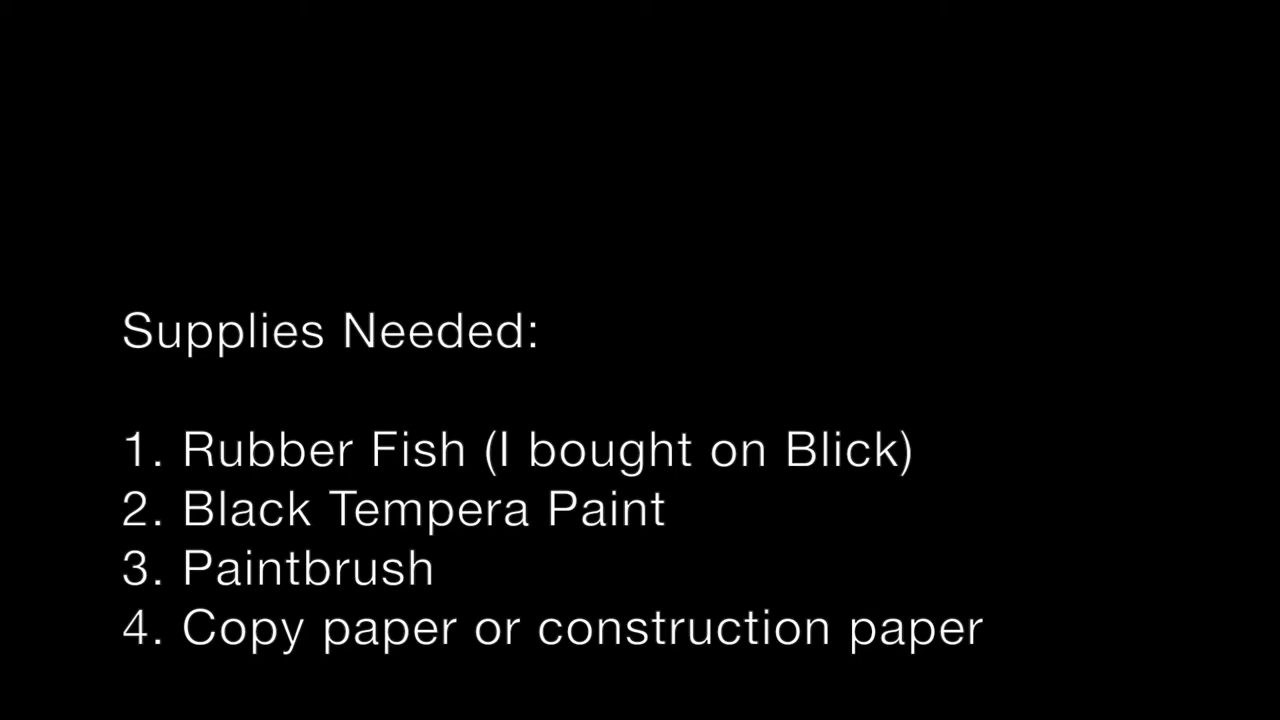 Supplies Needed:
1. Rubber Fish (I bought on Blick)
2. Black Tempera Paint
3. Paintbrush
4. Copy paper or construction paper